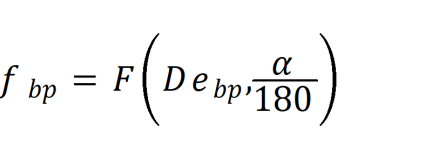 f bp = F(De bp, α/180)